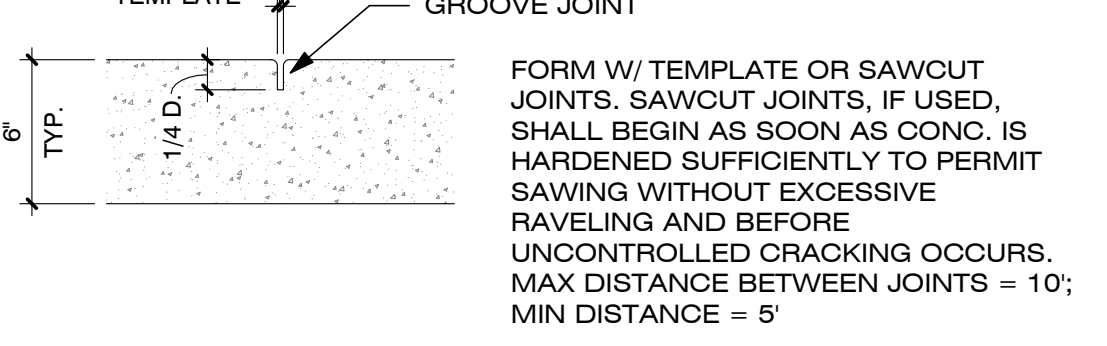 TEMPLATE
GROOVE JOINT
6"
TYP.
1/4 D.
FORM W/ TEMPLATE OR SAWCUT
JOINTS. SAWCUT JOINTS, IF USED,
SHALL BEGIN AS SOON AS CONC. IS
HARDENED SUFFICIENTLY TO PERMIT
SAWING WITHOUT EXCESSIVE
RAVELING AND BEFORE
UNCONTROLLED CRACKING OCCURS.
MAX DISTANCE BETWEEN JOINTS = 10';
MIN DISTANCE = 5'